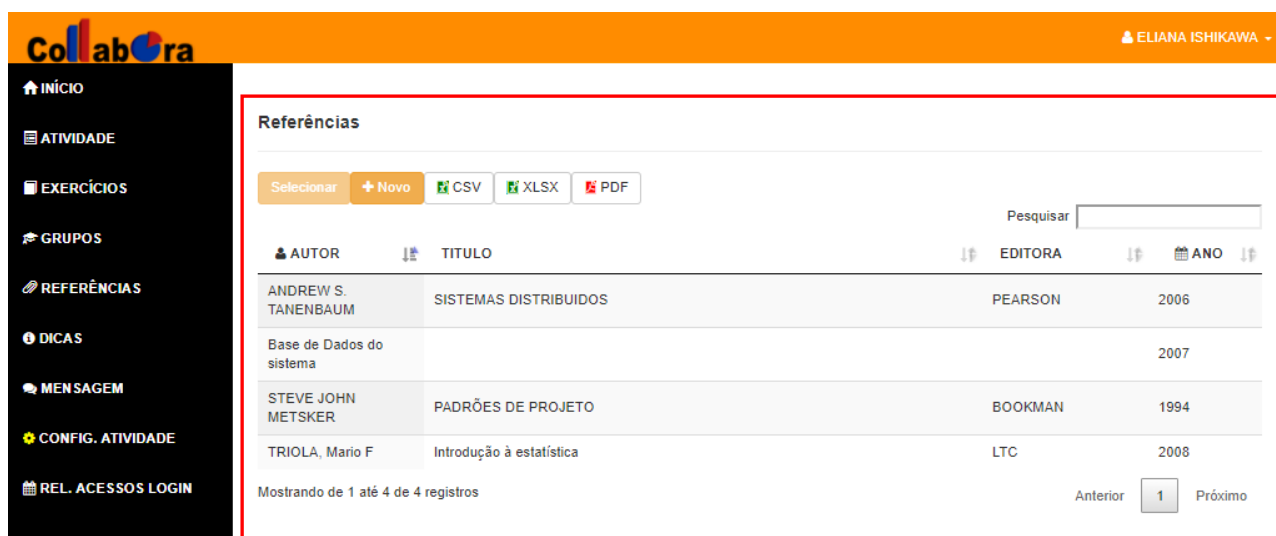 Collabora
ELIANA ISHIKAWA
INÍCIO
ATIVIDADE
EXERCÍCIOS
GRUPOS
REFERÊNCIAS
DICAS
MENSAGEM
CONFIG. ATIVIDADE
REL. ACESSOS LOGIN
Referências
Selecionar + Novo CSV XLSX PDF
Pesquisar
AUTOR TITULO EDITORA ANO
ANDREW S. TANENBAUM SISTEMAS DISTRIBUIDOS PEARSON 2006
Base de Dados do sistema 2007
STEVE JOHN METSKER PADRÕES DE PROJETO BOOKMAN 1994
TRIOLA, Mario F Introdução à estatística LTC 2008
Mostrando de 1 até 4 de 4 registros
Anterior 1 Próximo